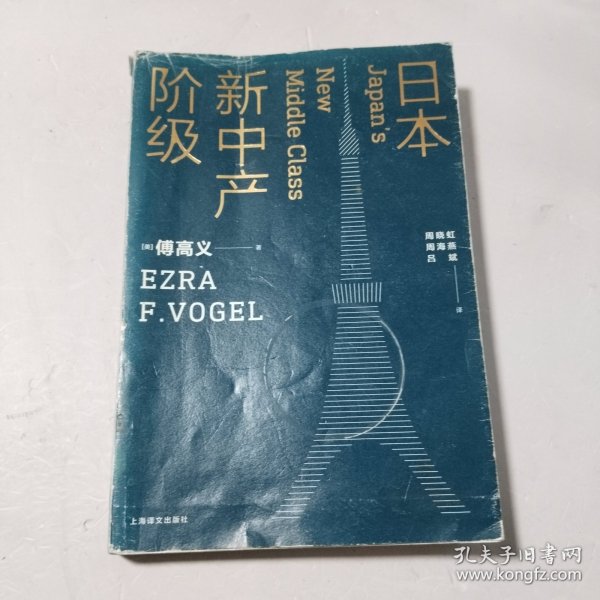 日本
Japan's
新中产
阶级
New
Middle Class
[美]傅高义——著
EZRA
F.VOGEL
周晓虹
周海燕
吕斌
——译
上海译文出版社
孔夫子旧书网
www.kongfz.com